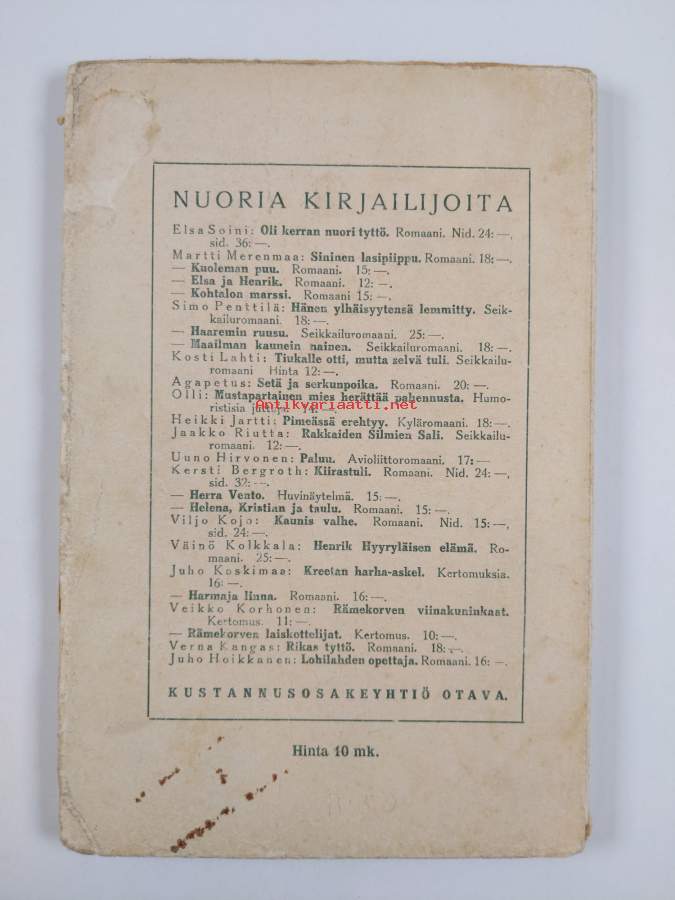 NUORIA KIRJAILIJOITA
Elsa Soini: Oli kerran nuori tyttö. Romaani. Nid. 24: —,
sid. 36: —.
Martti Merenmaa: Sininen lasipiippu. Romaani. 18: —.
— Kuoleman puu. Romaani. 15: —.
— Elsa ja Henrik. Romaani. 12: —.
— Kohtalon marssi. Romaani 15: —.
Simo Penttilä: Hänen ylhäisyytensä lemmitty. Seik-
kailuromaani. 18: —.
— Haaremin ruusu. Seikkailuromaani. 25: —.
— Maailman kaunein nainen. Seikkailuromaani. 18: —.
Kosti Lahti: Tiukalle otti, mutta selvä tuli. Seikkailu-
romaani Hinta 12: —.
Agapetus: Setä ja serkunpoika. Romaani. 20: —.
Olli: Mustapartainen mies herättää pahennusta. Humo-
ristisia juttuja. 14: —.
Antikvariaatti.net
Heikki Jartti: Pimeässä erehtyy. Kyläromaani. 18: —.
Jaakko Riutta: Rakkaiden Silmien Sali. Seikkailu-
romaani. 12: —.
Uuno Hirvonen: Paluu. Avioliittoromaani. 17: —
Kersti Bergroth: Kiirastuli. Romaani. Nid. 24: —,
sid. 32: —.
— Herra Vento. Huvinäytelmä. 15: —.
— Helena, Kristian ja taulu. Romaani. 15: —.
Viljo Kojo: Kaunis valhe. Romaani. Nid. 15: —,
sid. 24: —.
Väinö Kolkkala: Henrik Hyyryläisen elämä. Ro-
maani. 25: —.
Juho Koskimaa: Kreetan harha-askel. Kertomuksia.
16: —.
— Harmaja linna. Romaani. 16: —.
Veikko Korhonen: Rämekorven viinakuninkaat.
Kertomus. 11: —.
— Rämekorven laiskottelijat. Kertomus. 10: —.
Verna Kangas: Rikas tyttö. Romaani. 18: —.
Juho Hoikkanen: Lohilahden opettaja. Romaani. 16: —.
KUSTANNUSOSAKEYHTIÖ OTAVA.
Hinta 10 mk.